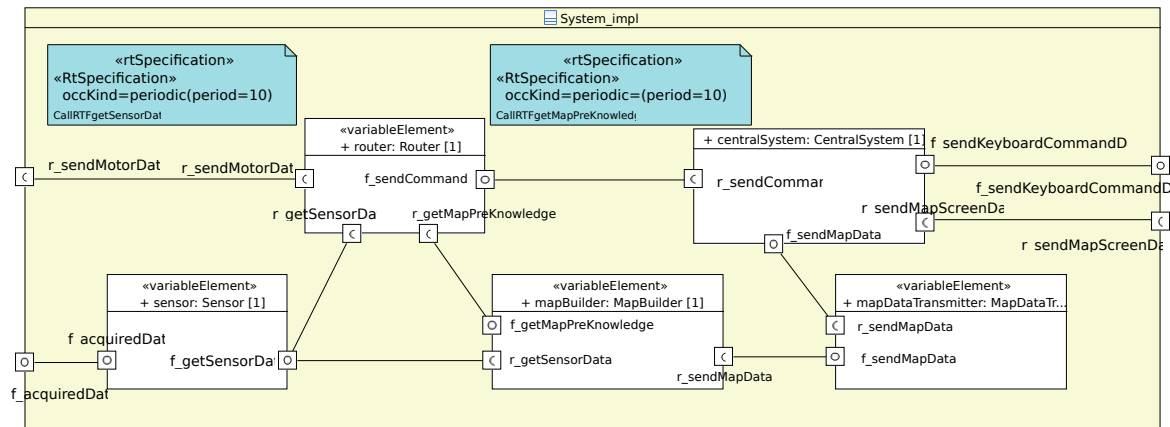 System_impl
«rtSpecification»
«RtSpecification»
occKind=periodic(period=10)
CallRTFgetSensorDat
«rtSpecification»
«RtSpecification»
occKind=periodic=(period=10)
CallRTFgetMapPreKnowledg
«variableElement»
+ router: Router [1]
+ centralSystem: CentralSystem [1]
f_sendKeyboardCommandD
r_sendMotorDat
r_sendMotorDat
f_sendCommand
r_sendCommar
f_sendKeyboardCommandD
r_getSensorDa
r_getMapPreKnowledge
r_sendMapScreenDa
f_sendMapData
r_sendMapScreenDa
«variableElement»
+ sensor: Sensor [1]
«variableElement»
+ mapBuilder: MapBuilder [1]
«variableElement»
+ mapDataTransmitter: MapDataTr...
f_getMapPreKnowledge
r_sendMapData
f_acquiredDat
f_getSensorDat
r_getSensorData
f_sendMapData
r_sendMapData
f_acquiredDat